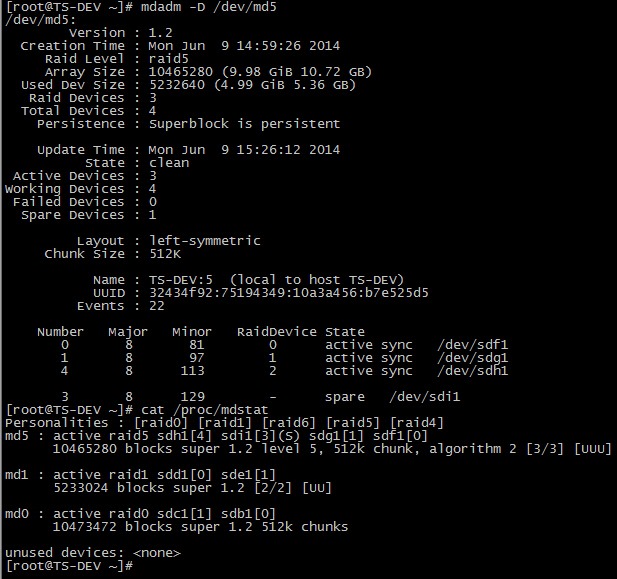 [root@TS-DEV ~]# mdadm -D /dev/md5
/dev/md5:
        Version : 1.2
  Creation Time : Mon Jun  9 14:59:26 2014
     Raid Level : raid5
     Array Size : 10465280 (9.98 GiB 10.72 GB)
  Used Dev Size : 5232640 (4.99 GiB 5.36 GB)
   Raid Devices : 3
  Total Devices : 4
    Persistence : Superblock is persistent

    Update Time : Mon Jun  9 15:26:12 2014
          State : clean
 Active Devices : 3
Working Devices : 4
 Failed Devices : 0
  Spare Devices : 1

         Layout : left-symmetric
     Chunk Size : 512K

           Name : TS-DEV:5  (local to host TS-DEV)
           UUID : 32434f92:75194349:10a3a456:b7e525d5
         Events : 22

    Number   Major   Minor   RaidDevice State
       0       8       81        0      active sync   /dev/sdf1
       1       8       97        1      active sync   /dev/sdg1
       4       8      113        2      active sync   /dev/sdh1

       3       8      129        -      spare   /dev/sdi1
[root@TS-DEV ~]# cat /proc/mdstat
Personalities : [raid0] [raid1] [raid6] [raid5] [raid4]
md5 : active raid5 sdh1[4] sdi1[3](S) sdg1[1] sdf1[0]
      10465280 blocks super 1.2 level 5, 512k chunk, algorithm 2 [3/3] [UUU]

md1 : active raid1 sdd1[0] sde1[1]
      5233024 blocks super 1.2 [2/2] [UU]

md0 : active raid0 sdc1[1] sdb1[0]
      10473472 blocks super 1.2 512k chunks

unused devices: <none>
[root@TS-DEV ~]#